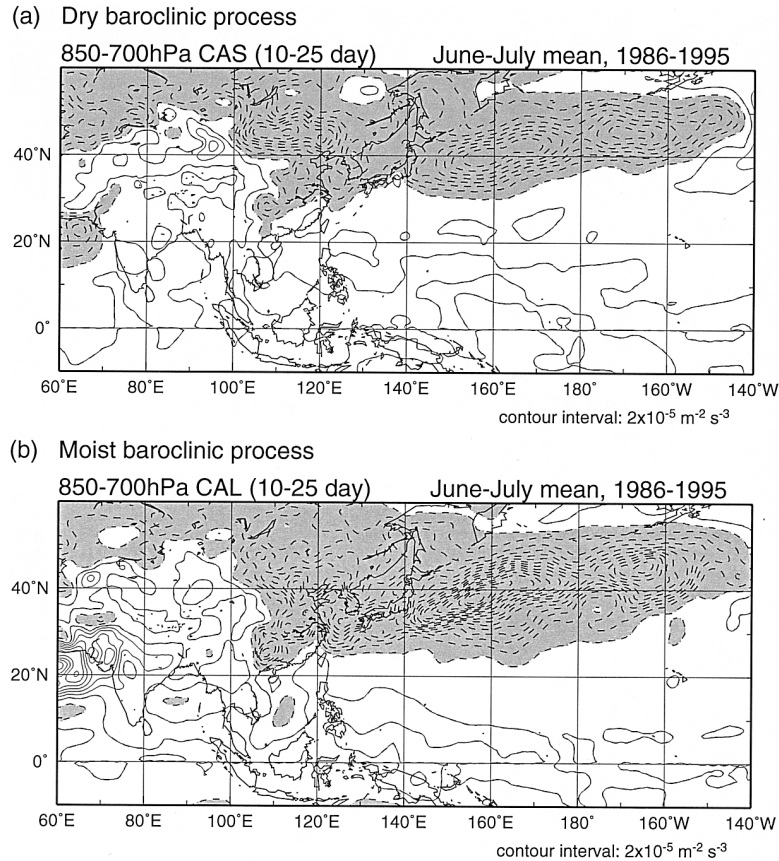 (a) Dry baroclinic process
850-700hPa CAS (10-25 day) June-July mean, 1986-1995
40°N
20°N
0°
60°E 80°E 100°E 120°E 140°E 160°E 180° 160°W 140°W
contour interval: 2x10⁻⁵ m⁻² s⁻³
(b) Moist baroclinic process
850-700hPa CAL (10-25 day) June-July mean, 1986-1995
40°N
20°N
0°
60°E 80°E 100°E 120°E 140°E 160°E 180° 160°W 140°W
contour interval: 2x10⁻⁵ m⁻² s⁻³